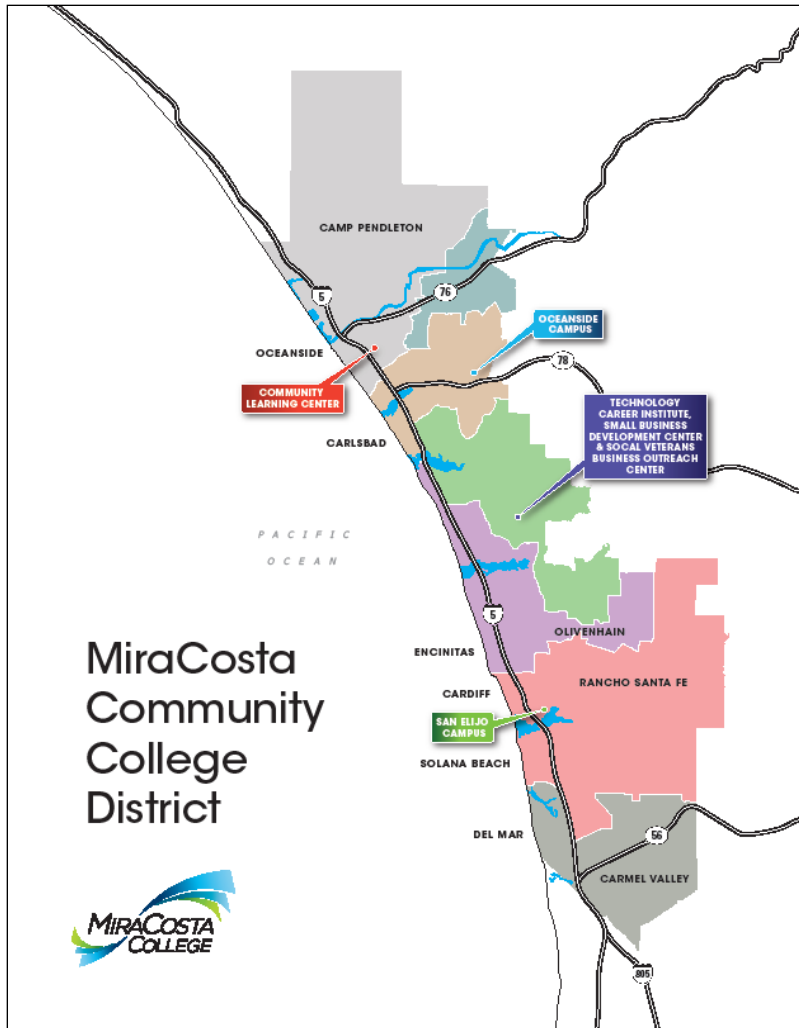 CAMP PENDLETON
5
76
OCEANSIDE
CAMPUS
OCEANSIDE
78
COMMUNITY
LEARNING CENTER
TECHNOLOGY
CAREER INSTITUTE,
SMALL BUSINESS
DEVELOPMENT CENTER
& SOCAL VETERANS
BUSINESS OUTREACH
CENTER
CARLSBAD
PACIFIC
OCEAN
5
OLIVENHAIN
ENCINITAS
RANCHO SANTA FE
CARDIFF
SAN ELIJO
CAMPUS
SOLANA BEACH
DEL MAR
56
CARMEL VALLEY
805
MiraCosta
Community
College
District
MIRACOSTA
COLLEGE